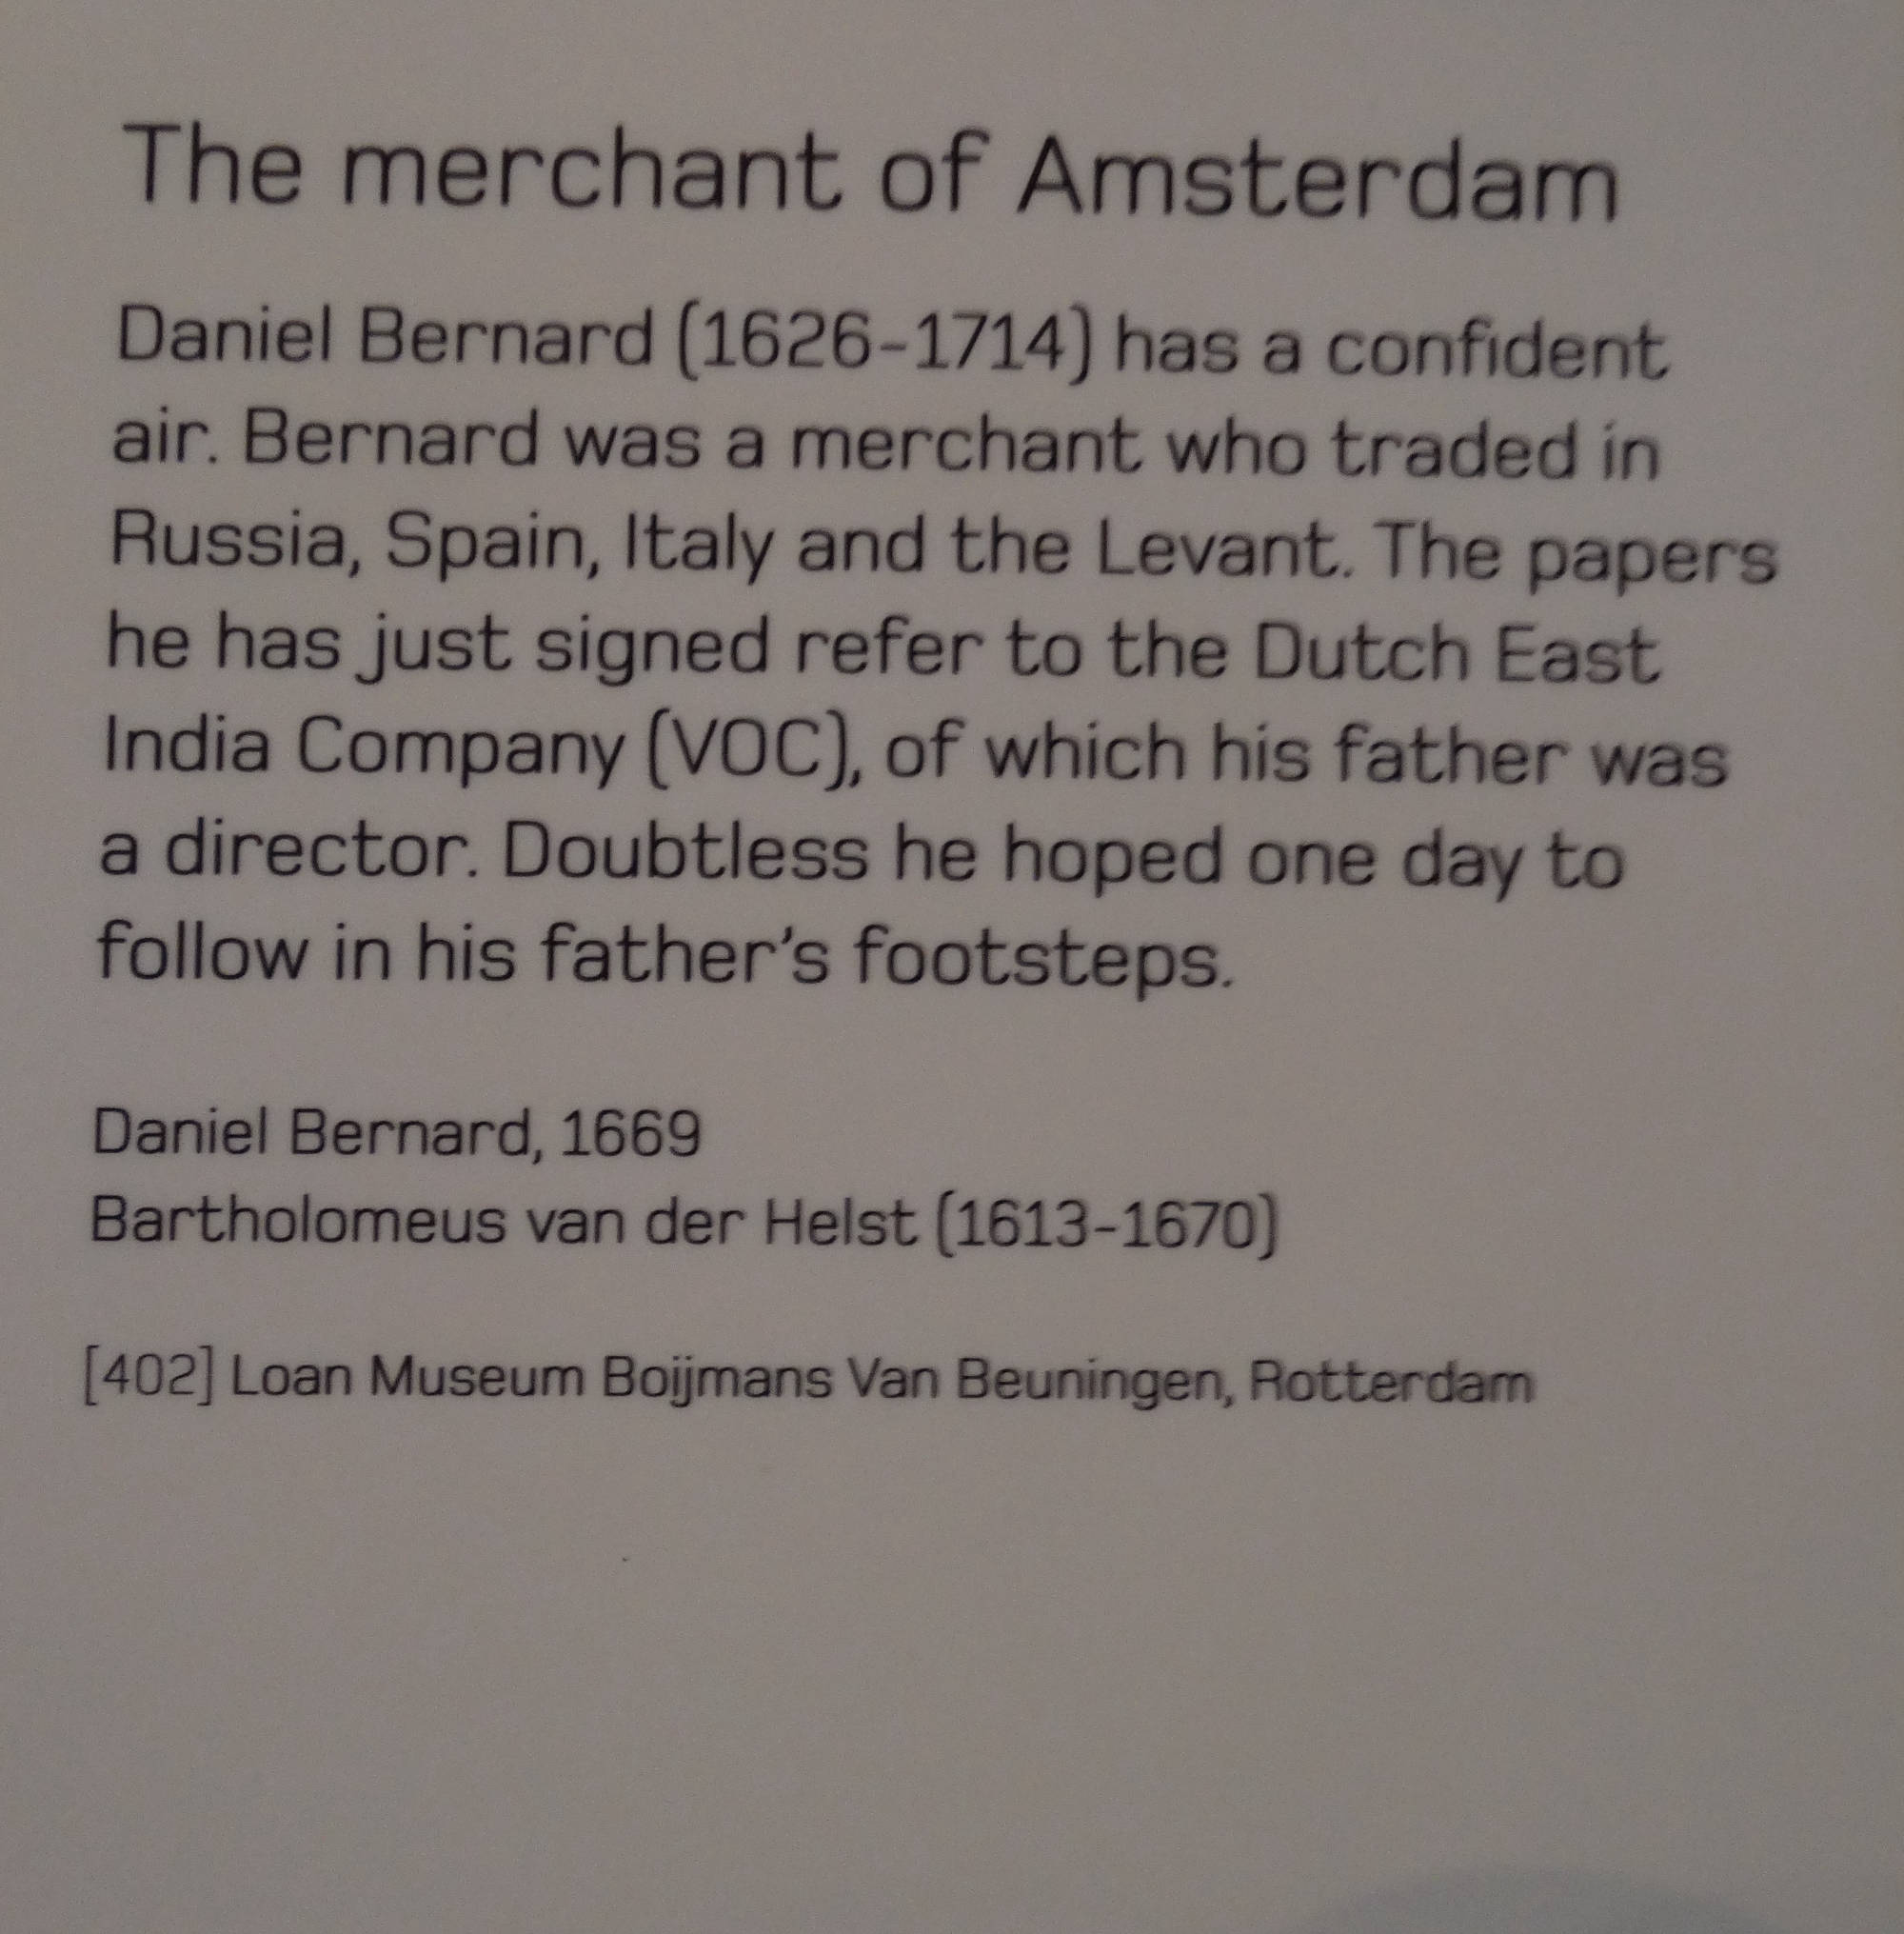 The merchant of Amsterdam
Daniel Bernard (1626-1714) has a confident
air. Bernard was a merchant who traded in
Russia, Spain, Italy and the Levant. The papers
he has just signed refer to the Dutch East
India Company (VOC), of which his father was
a director. Doubtless he hoped one day to
follow in his father's footsteps.
Daniel Bernard, 1669
Bartholomeus van der Helst (1613-1670)
[402] Loan Museum Boijmans Van Beuningen, Rotterdam